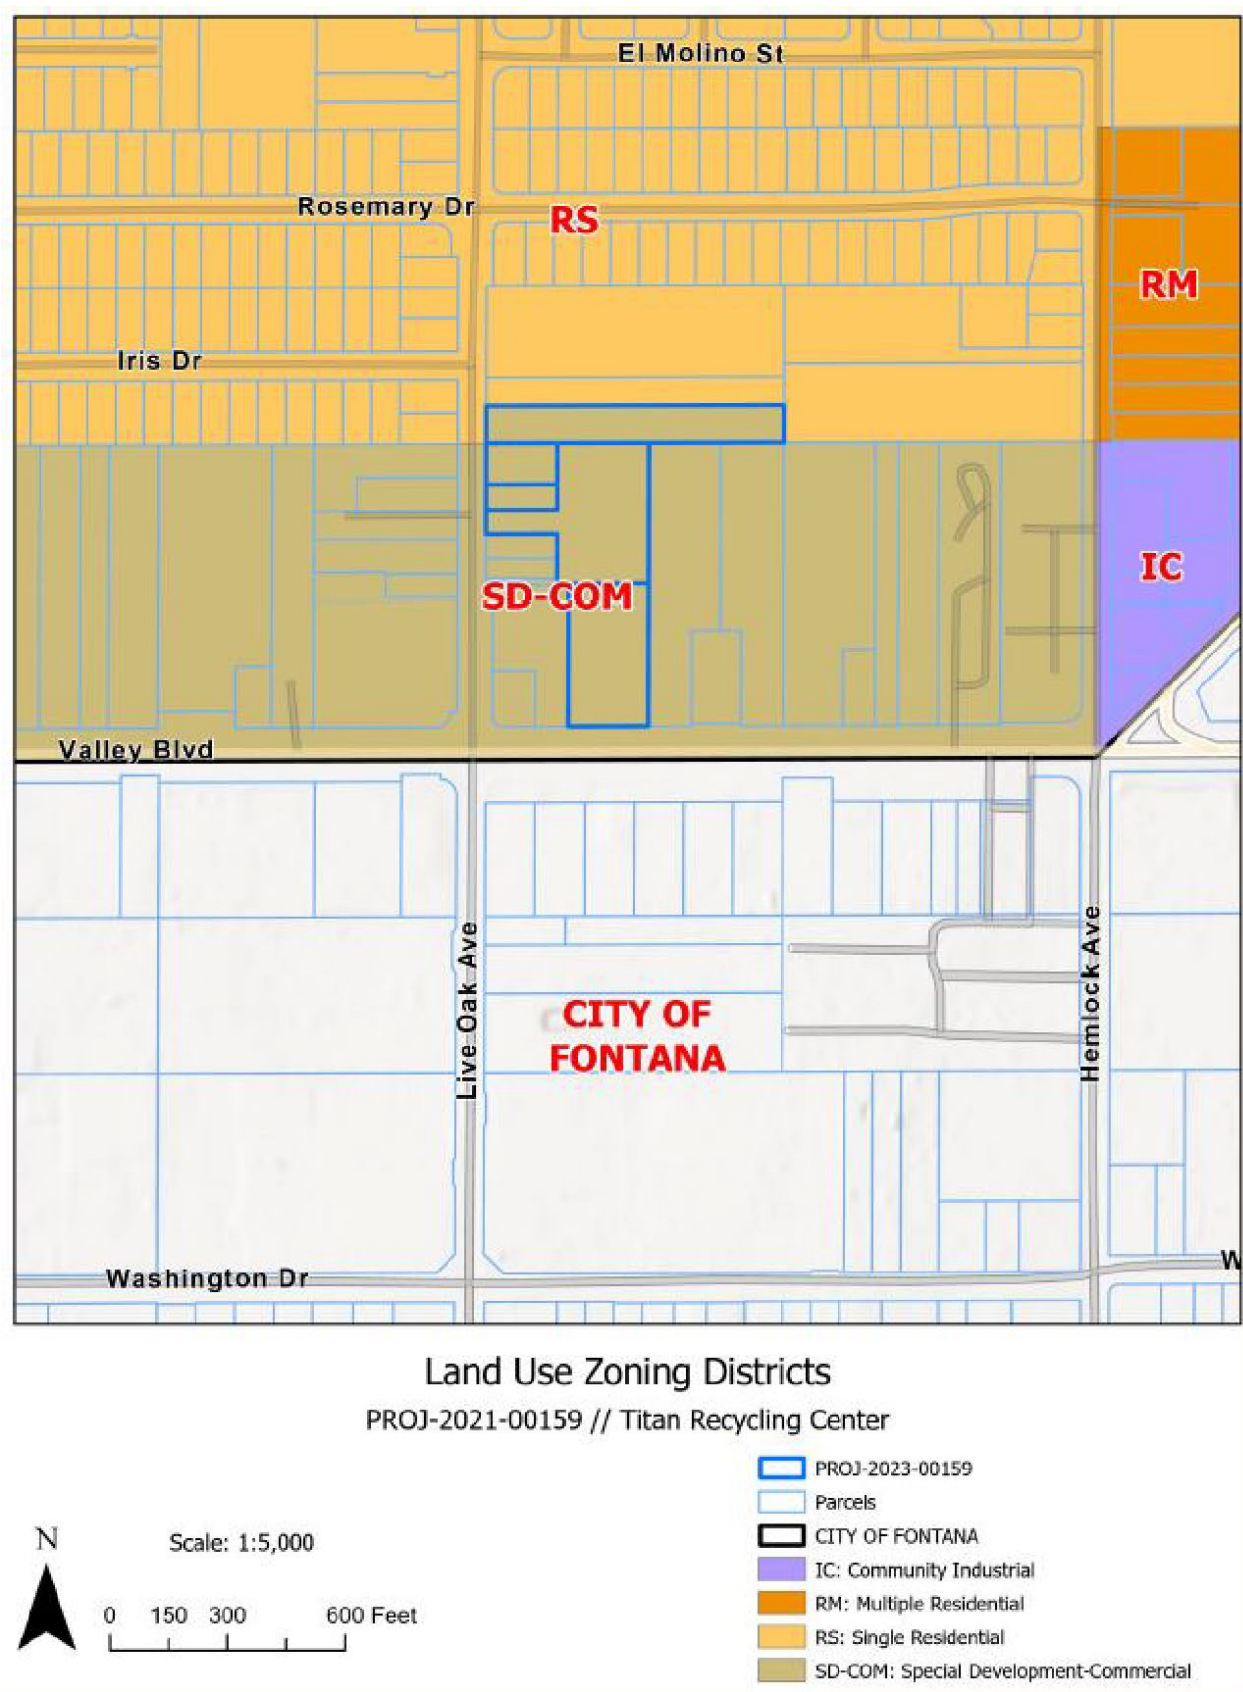 El Molino St
Rosemary Dr
RS
RM
Iris Dr
IC
SD-COM
Valley Blvd
Live Oak Ave
Hemlock Ave
CITY OF
FONTANA
Washington Dr
W
Land Use Zoning Districts
PROJ-2021-00159 // Titan Recycling Center
PROJ-2023-00159
Parcels
CITY OF FONTANA
IC: Community Industrial
RM: Multiple Residential
RS: Single Residential
SD-COM: Special Development-Commercial
N
Scale: 1:5,000
0 150 300 600 Feet